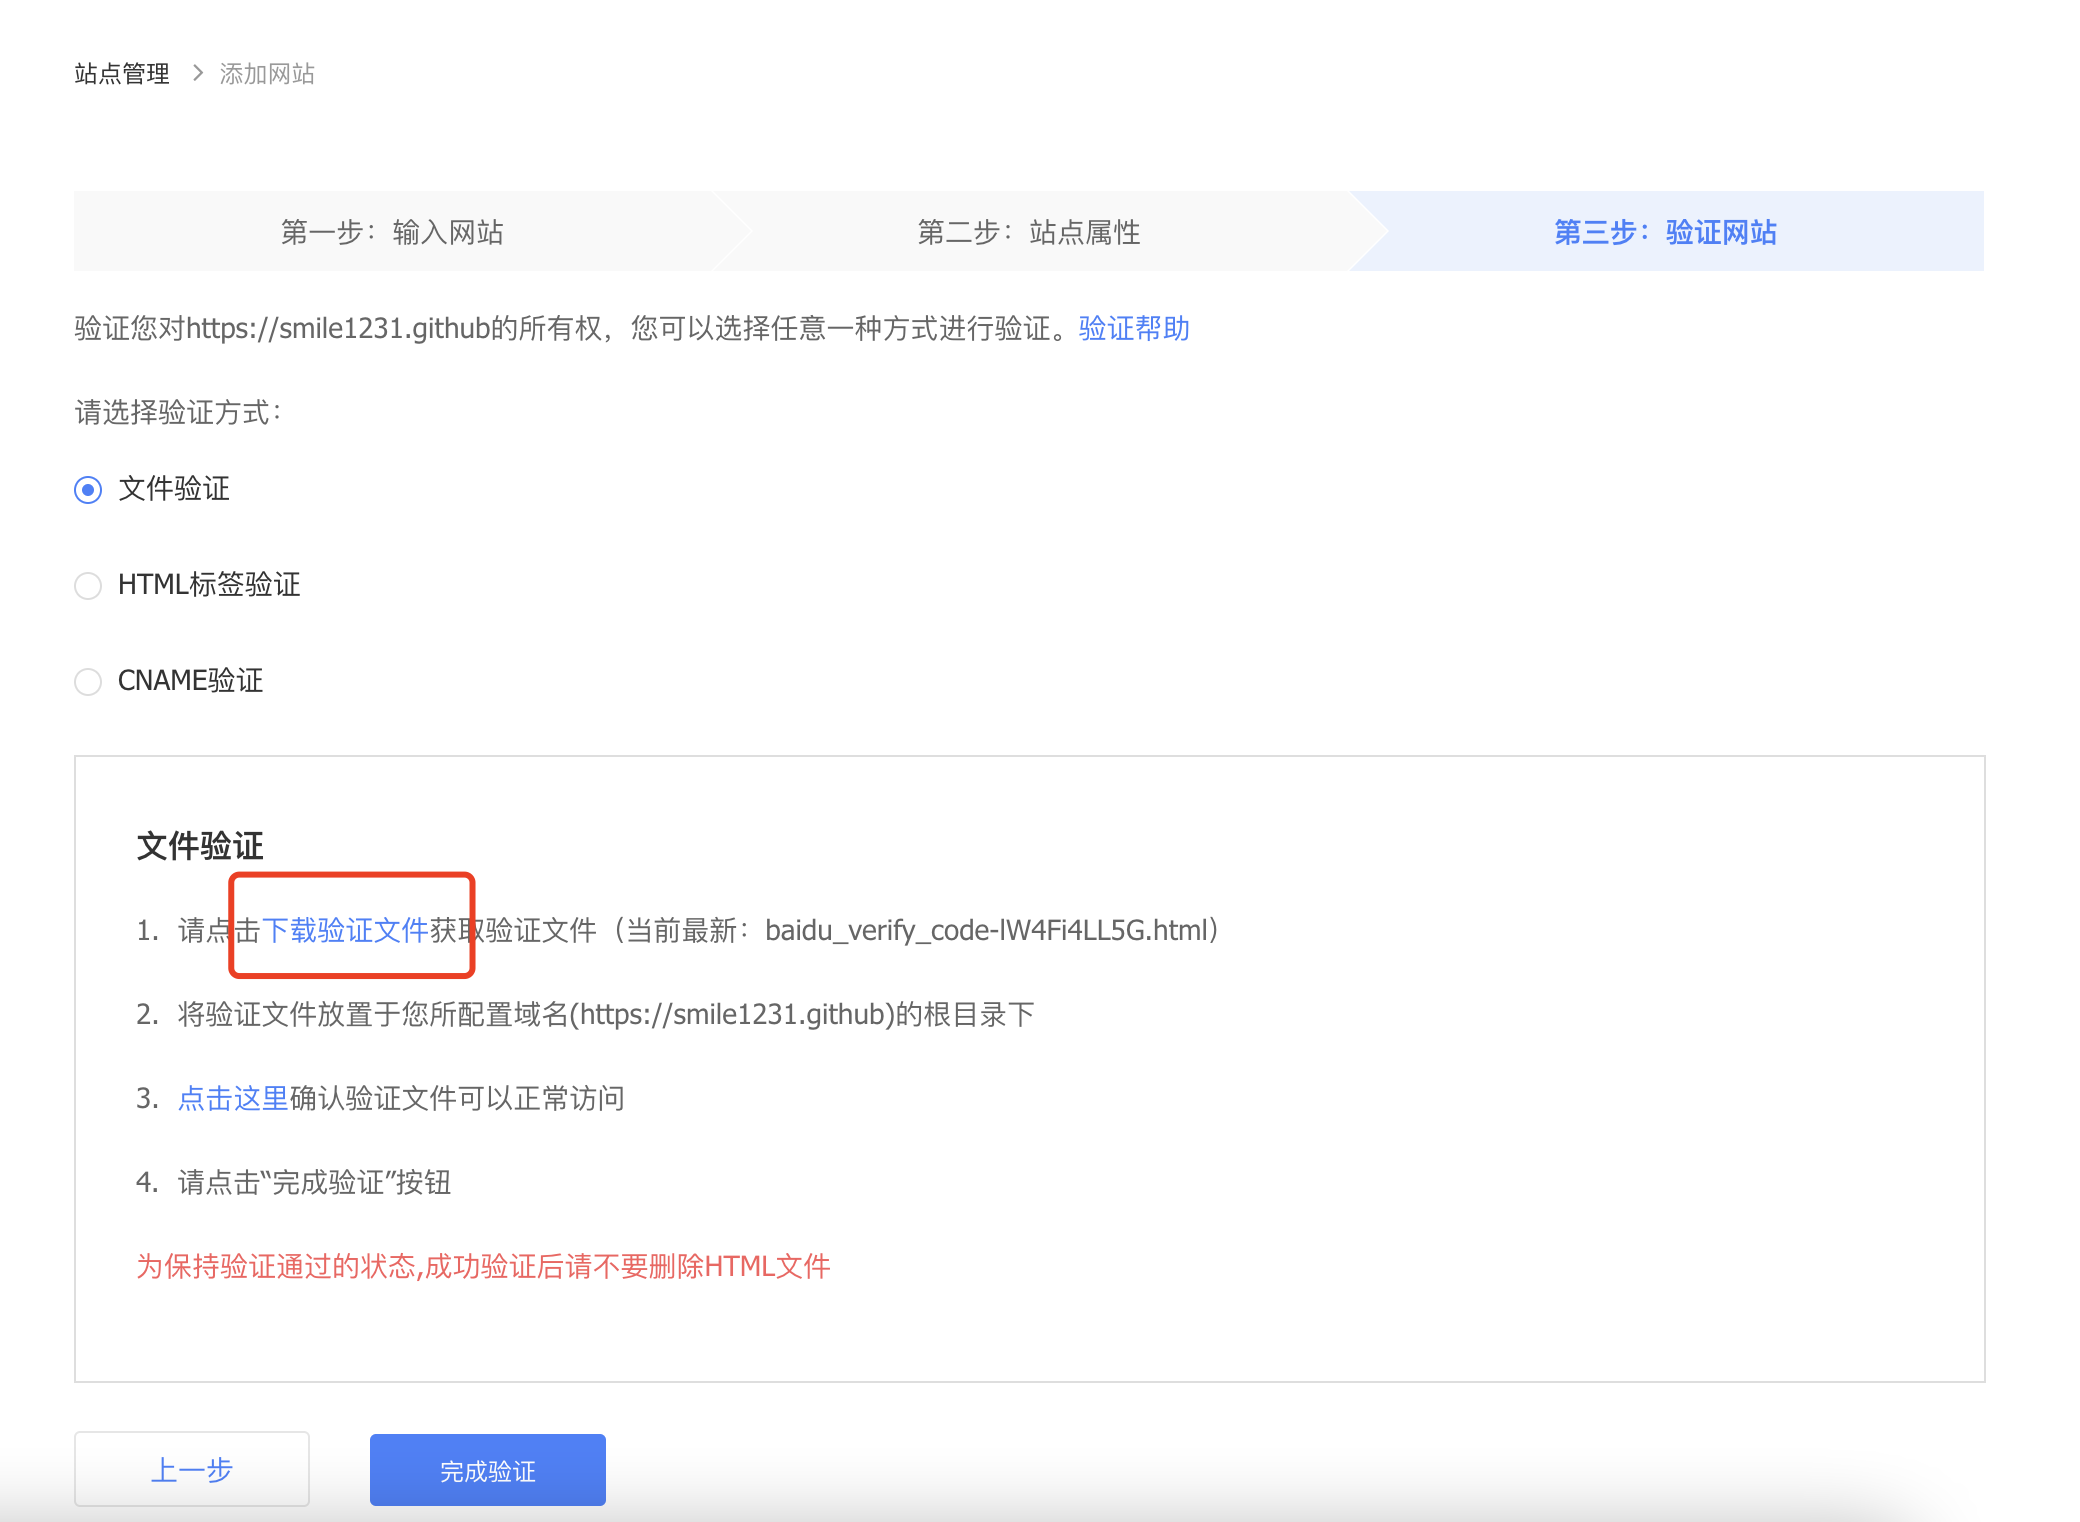 站点管理 > 添加网站
第一步：输入网站 第二步：站点属性 第三步：验证网站
验证您对https://smile1231.github的所有权，您可以选择任意一种方式进行验证。验证帮助
请选择验证方式：
文件验证
HTML标签验证
CNAME验证
文件验证
1. 请点击下载验证文件获取验证文件（当前最新：baidu_verify_code-lW4Fi4LL5G.html）
2. 将验证文件放置于您所配置域名(https://smile1231.github)的根目录下
3. 点击这里确认验证文件可以正常访问
4. 请点击“完成验证”按钮
为保持验证通过的状态,成功验证后请不要删除HTML文件
上一步 完成验证